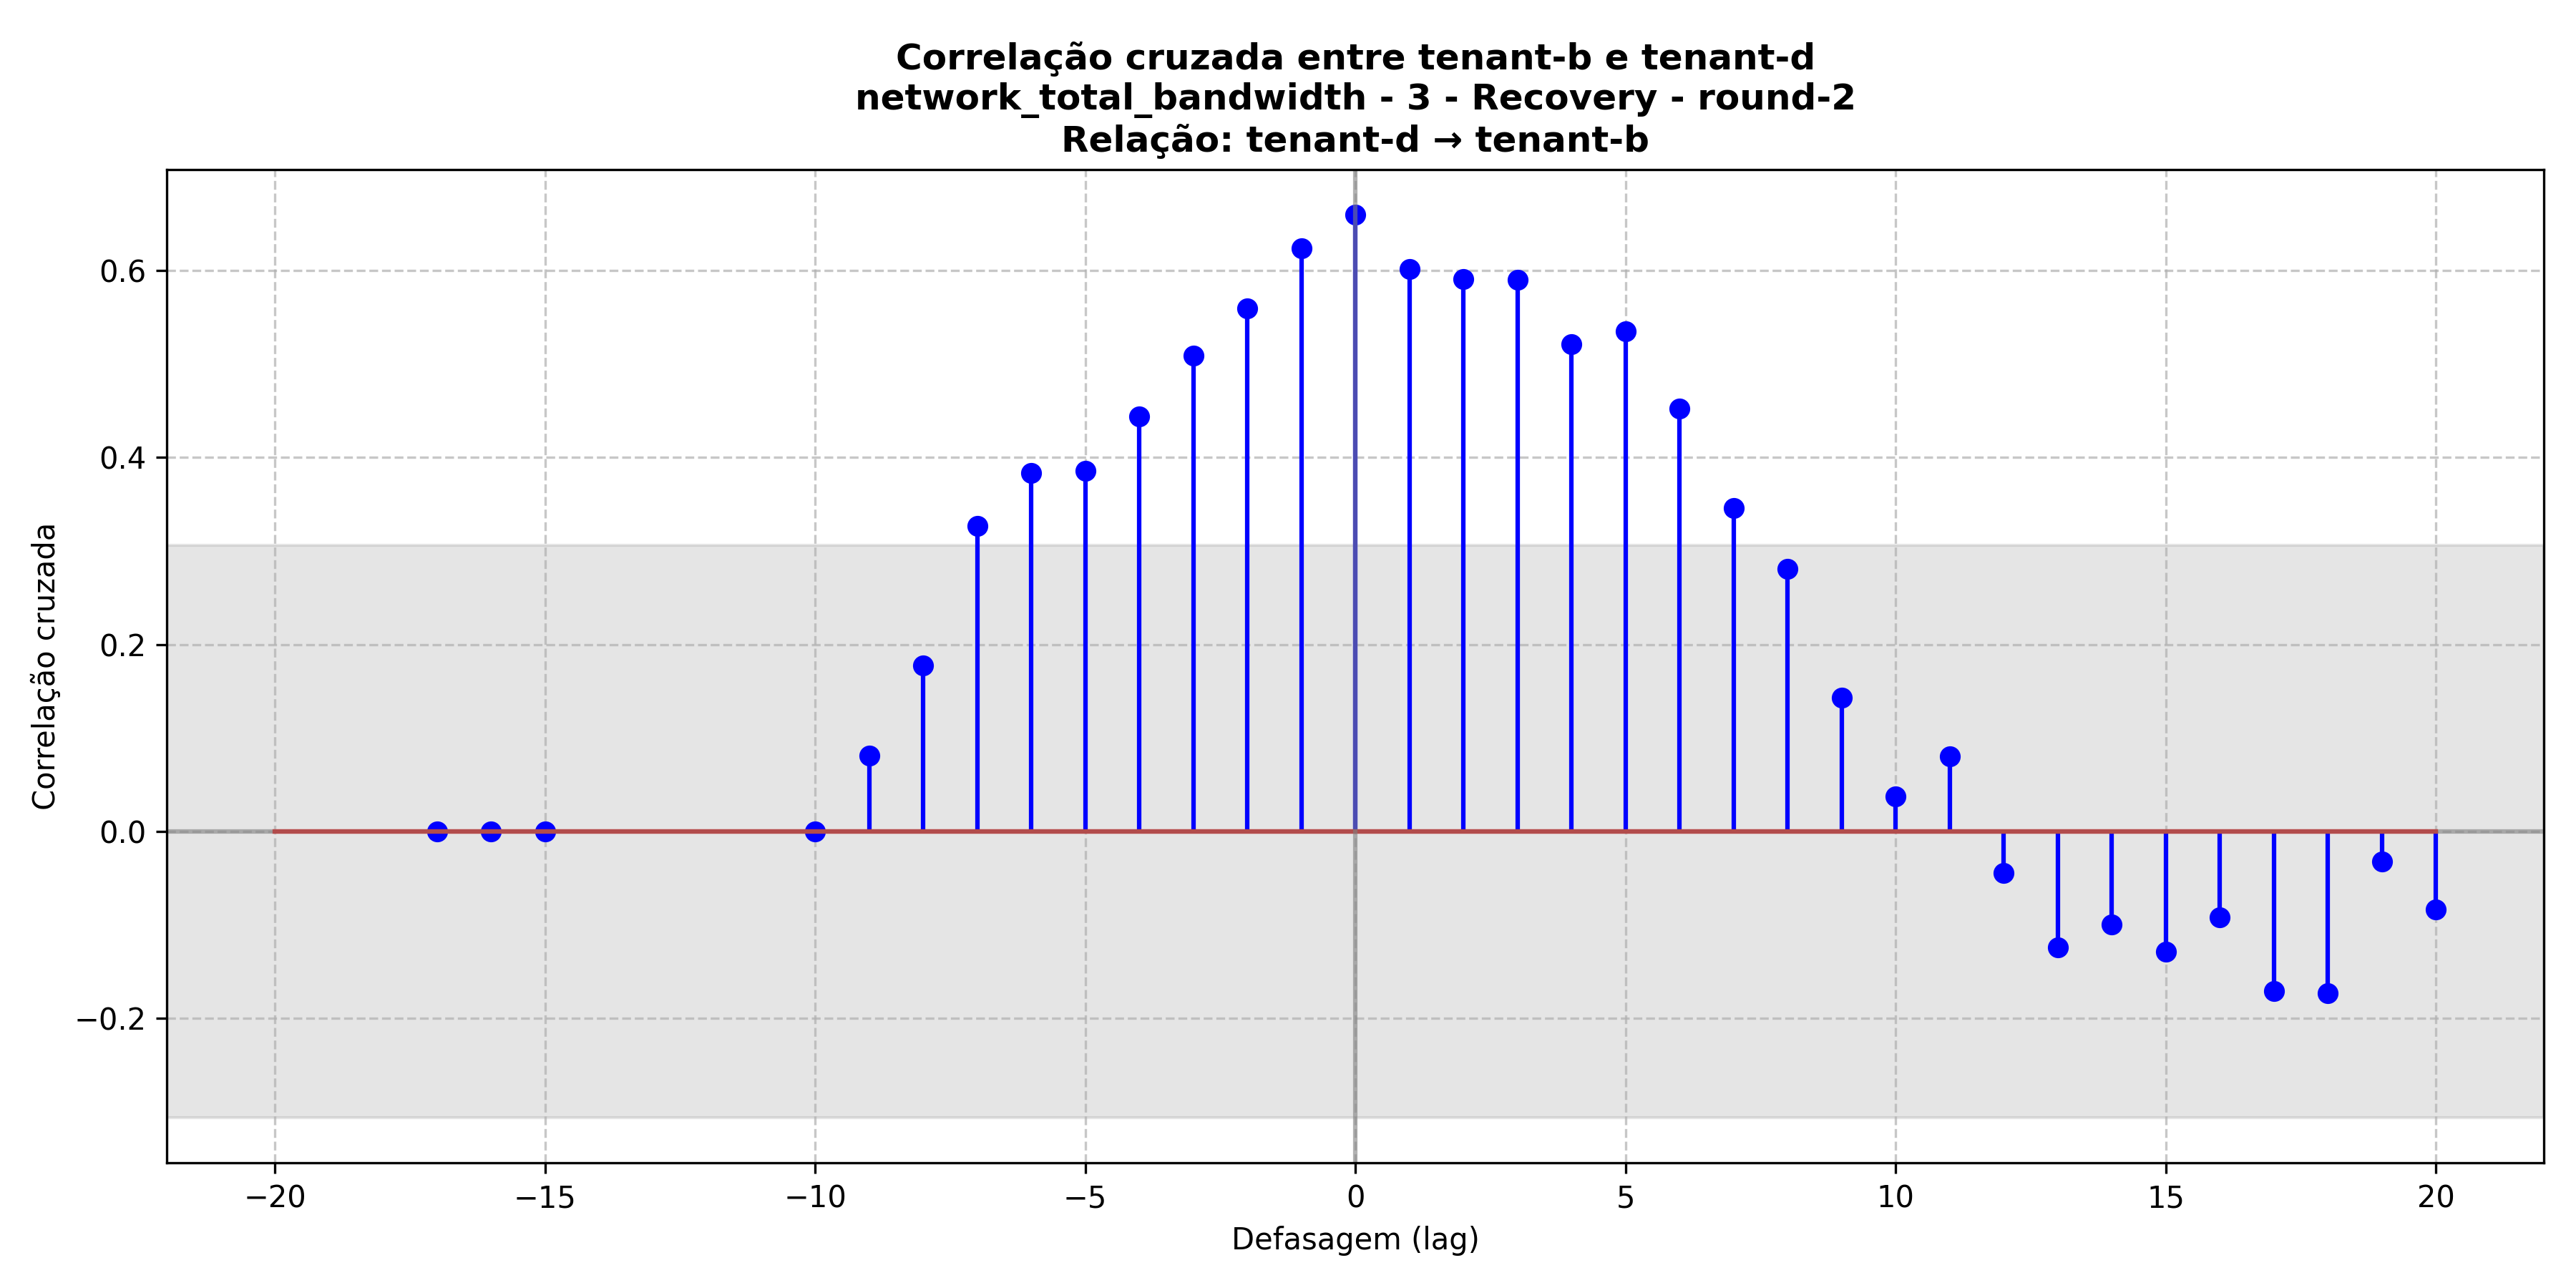 Correlação cruzada entre tenant-b e tenant-d
network_total_bandwidth - 3 - Recovery - round-2
Relação: tenant-d → tenant-b
Correlação cruzada
0.6
0.4
0.2
0.0
−0.2
−20 −15 −10 −5 0 5 10 15 20
Defasagem (lag)